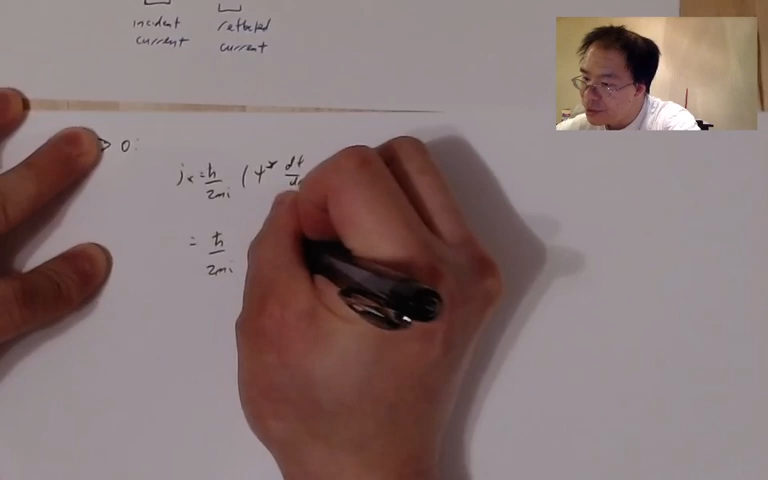 incident reflected
current current
> 0:
jx = ħ/2mi (ψ* dψ/d
= ħ/2mi